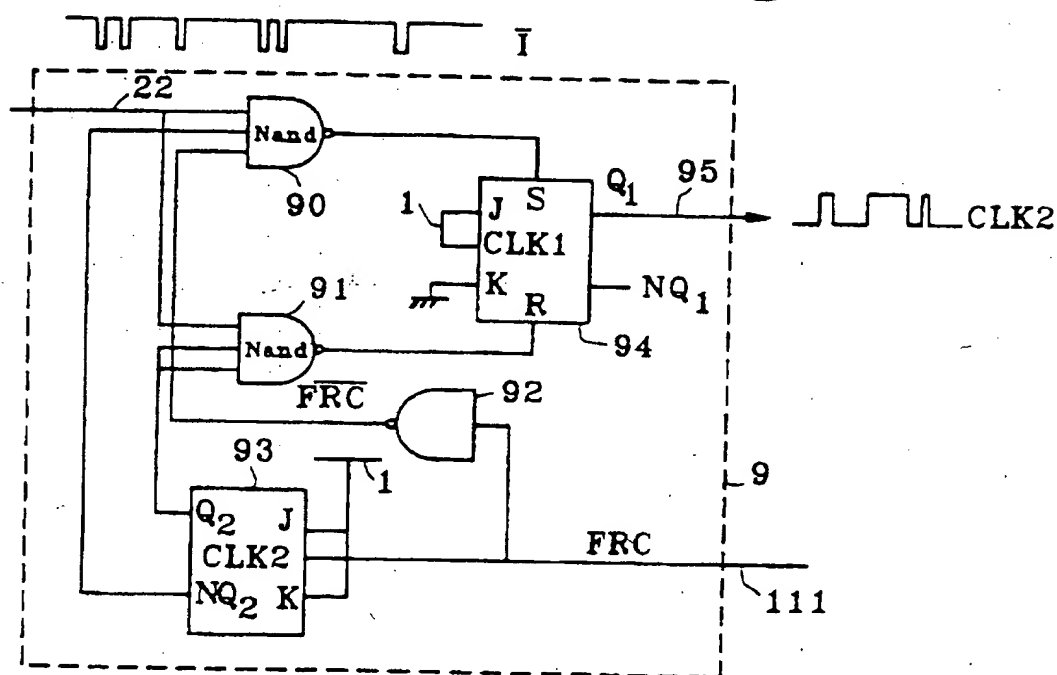 Ī
22
Nand
90
Q1
95
S
1
J
CLK1
K
R
NQ1
CLK2
91
94
Nand
F̅R̅C̅
92
93
1
9
Q2
J
CLK2
FRC
NQ2
K
111